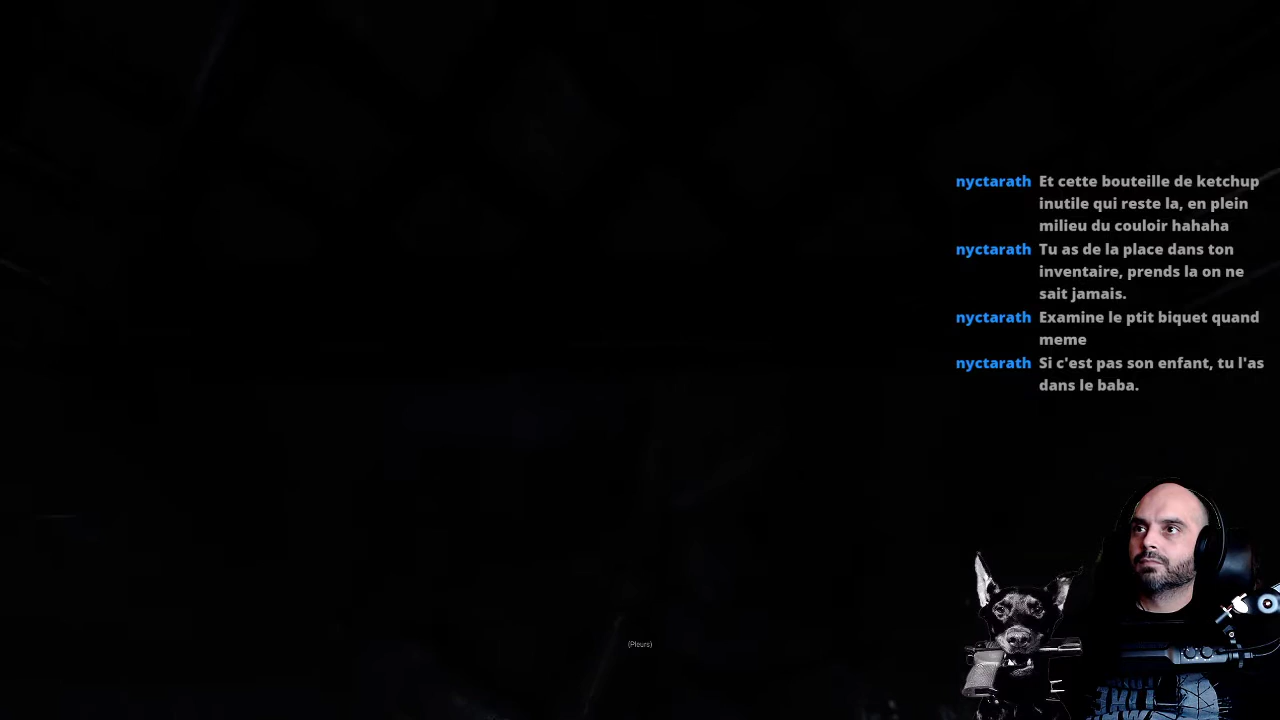 nyctarath Et cette bouteille de ketchup
inutile qui reste la, en plein
milieu du couloir hahaha
nyctarath Tu as de la place dans ton
inventaire, prends la on ne
sait jamais.
nyctarath Examine le ptit biquet quand
meme
nyctarath Si c'est pas son enfant, tu l'as
dans le baba.
(Pleurs)